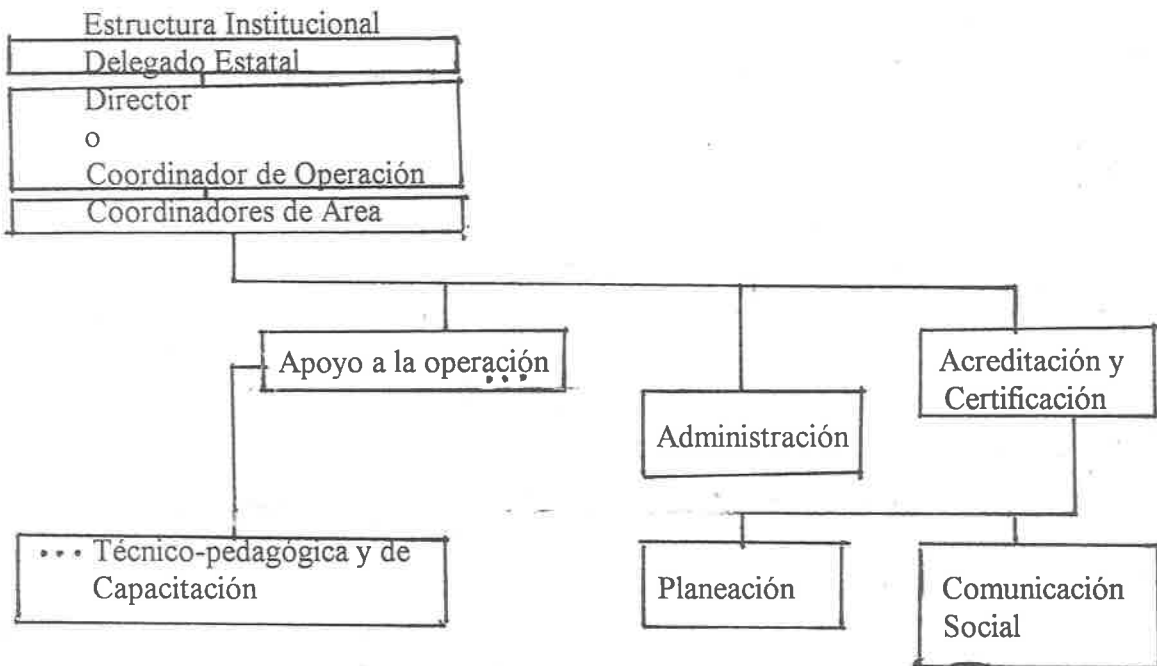 Estructura Institucional
Delegado Estatal
Director
o
Coordinador de Operación
Coordinadores de Area
Apoyo a la operación
...
Acreditación y
Certificación
Administración
... Técnico-pedagógica y de
Capacitación
Planeación
Comunicación
Social